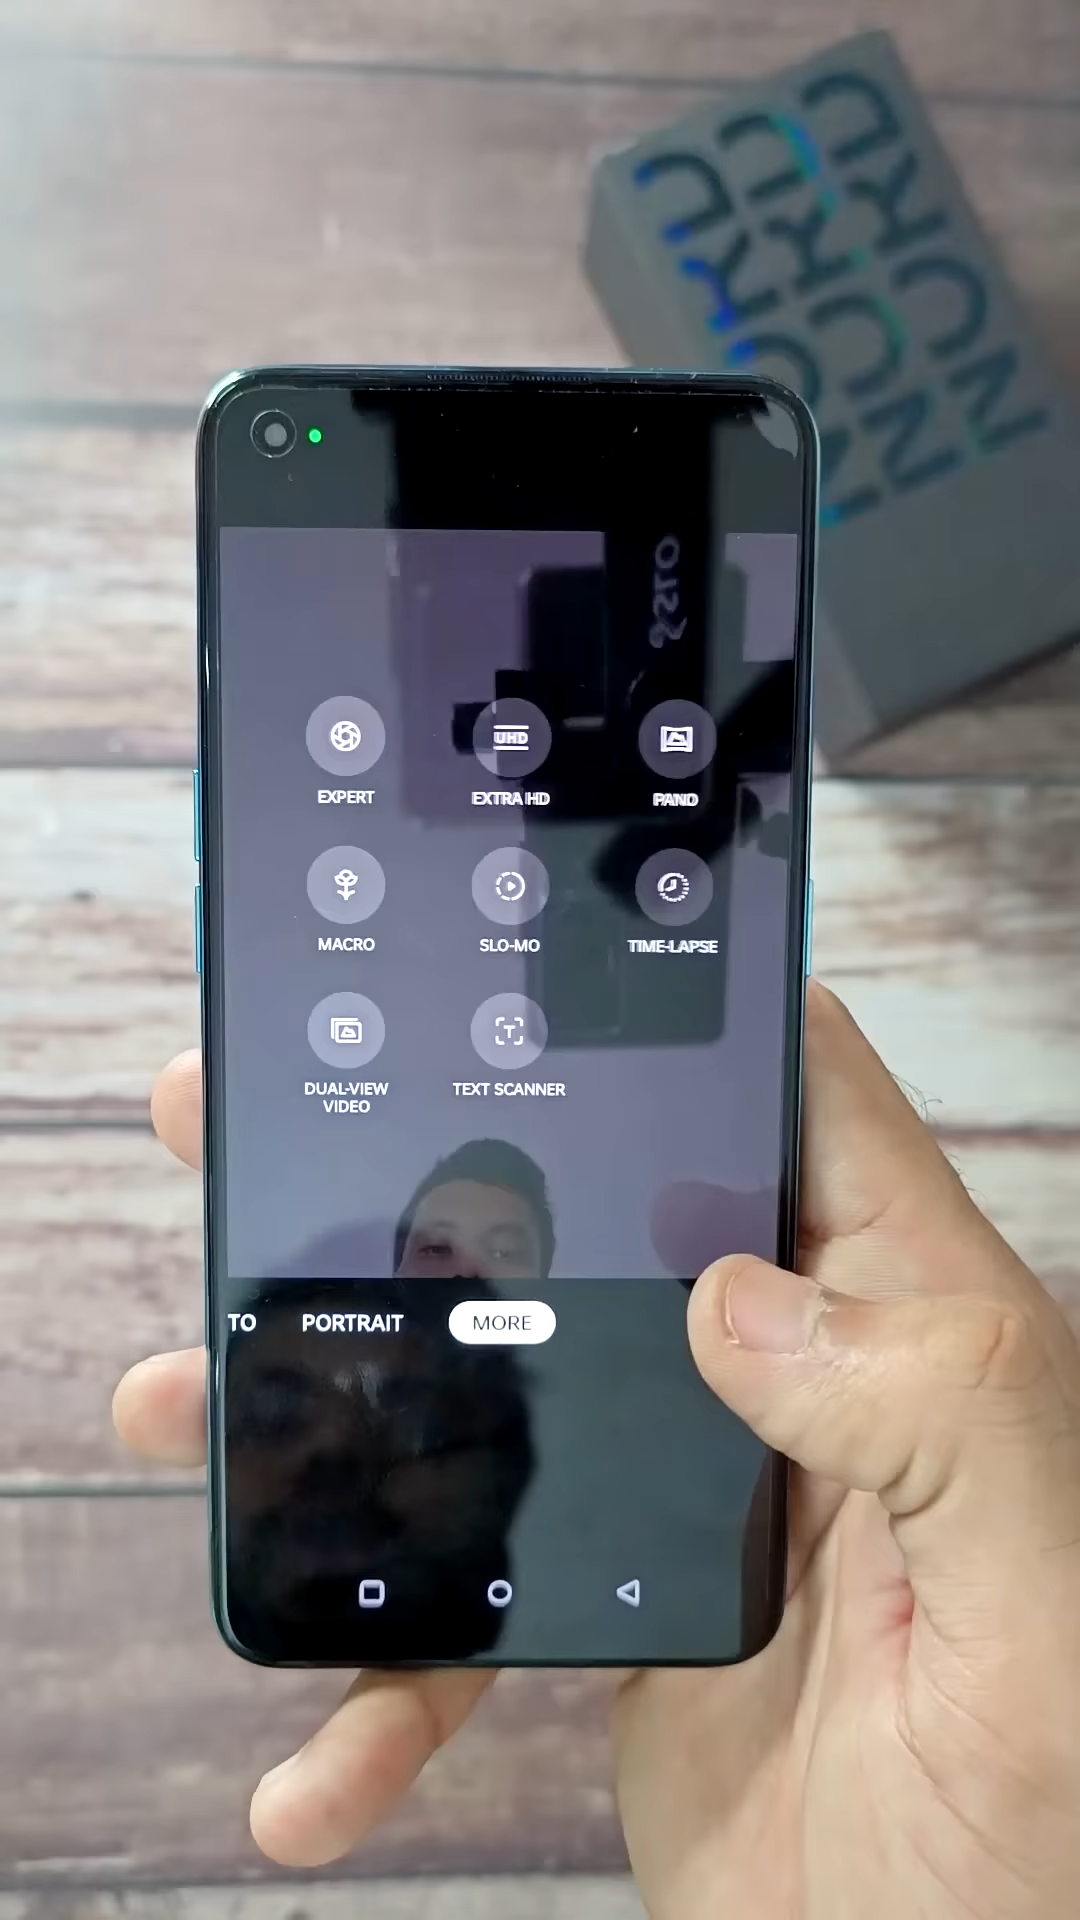 UHD
EXPERT
EXTRA HD
PANO
MACRO
SLO-MO
TIME-LAPSE
DUAL-VIEW
VIDEO
T
TEXT SCANNER
TO
PORTRAIT
MORE